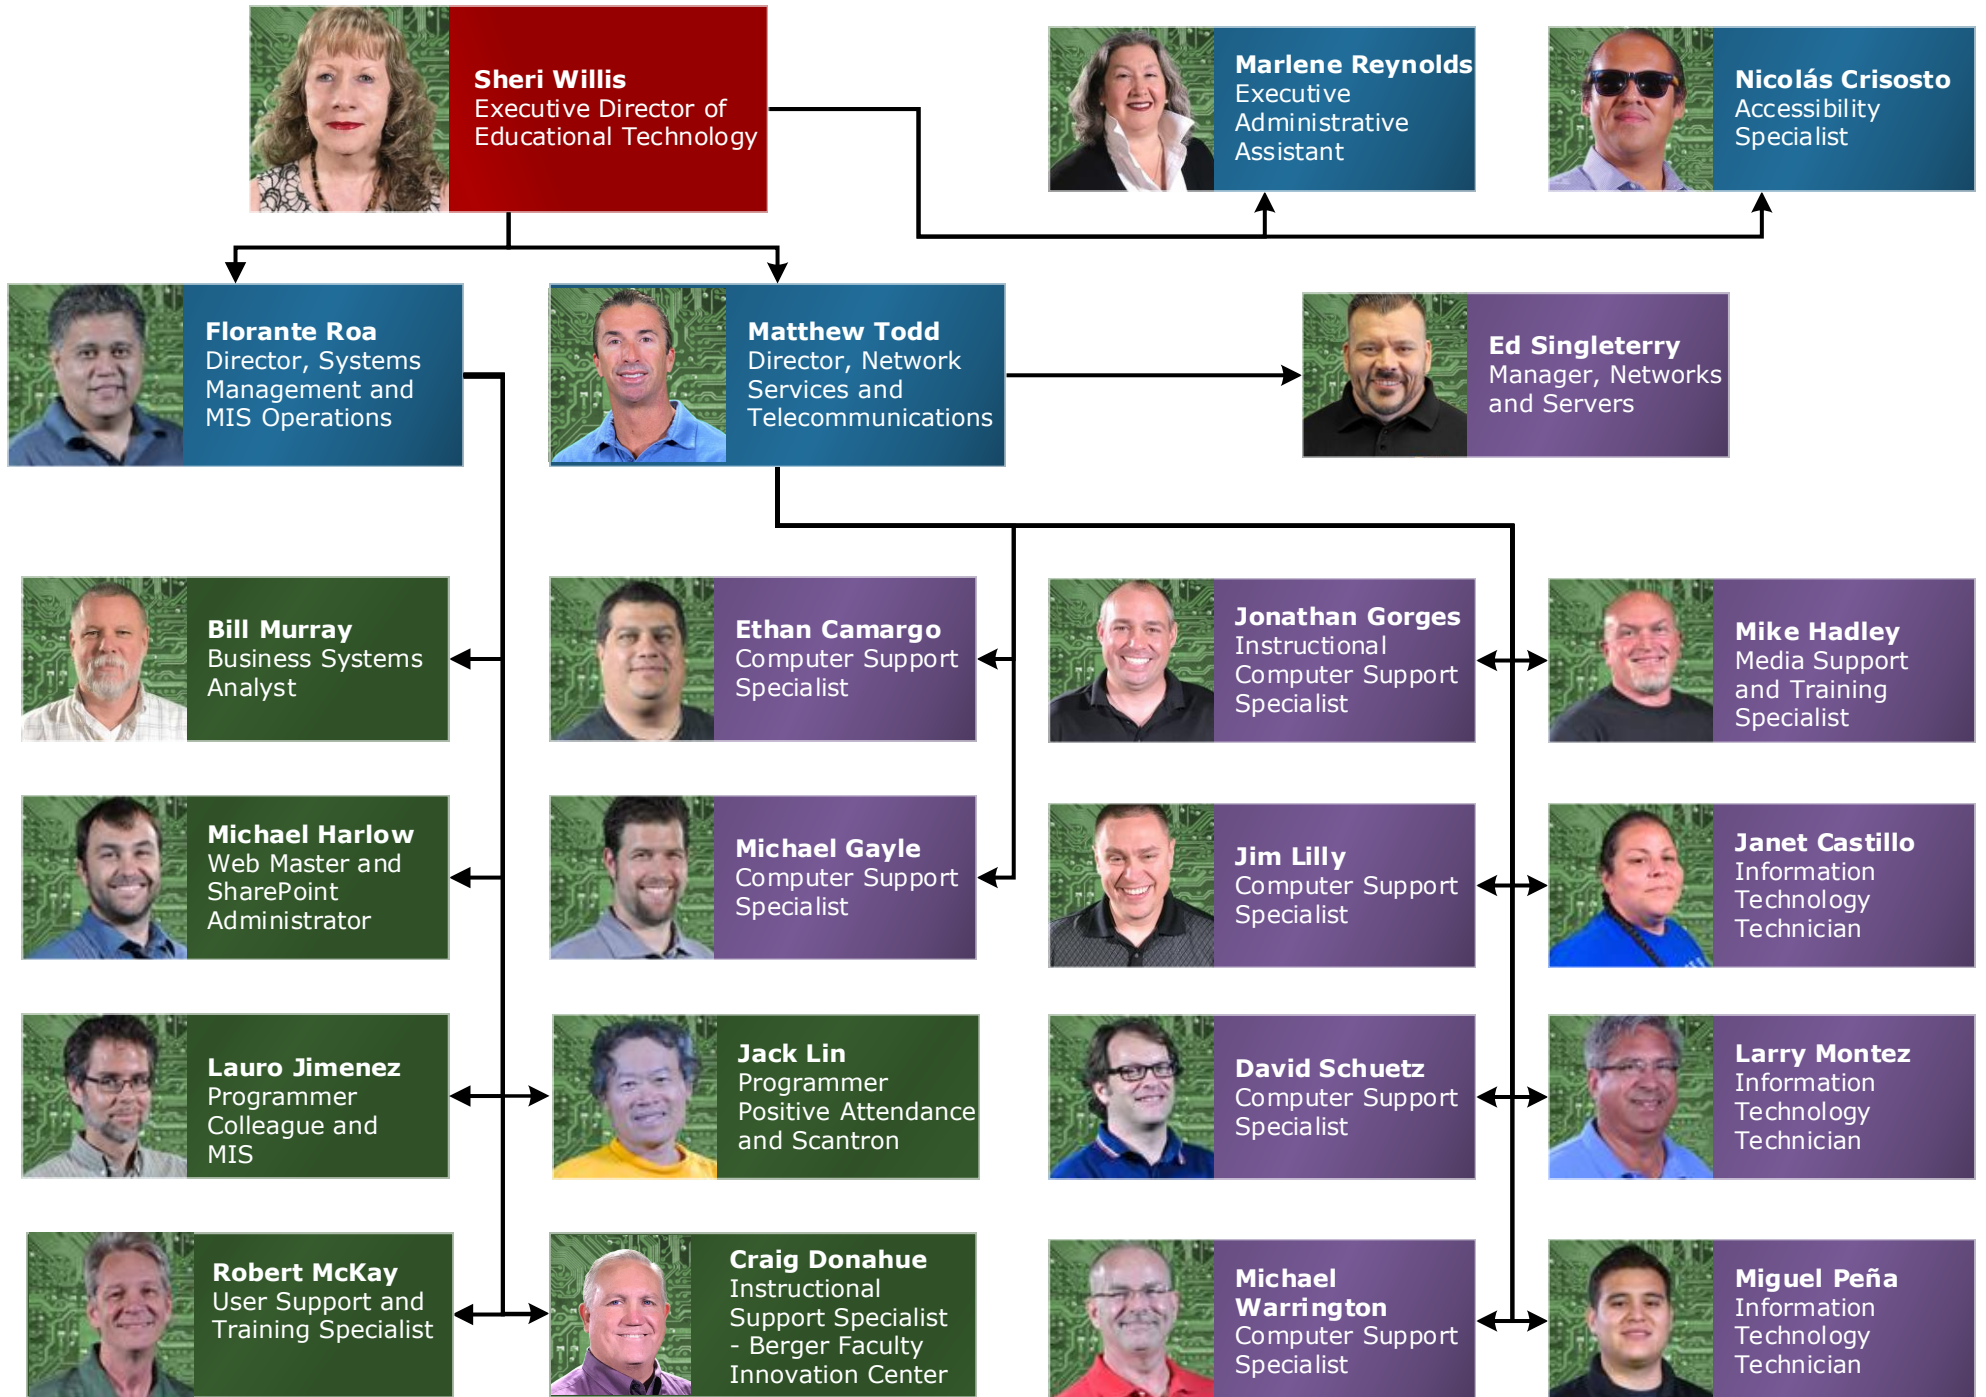 Sheri Willis
Executive Director of
Educational Technology
Marlene Reynolds
Executive
Administrative
Assistant
Nicolás Crisosto
Accessibility
Specialist
Florante Roa
Director, Systems
Management and
MIS Operations
Matthew Todd
Director, Network
Services and
Telecommunications
Ed Singleterry
Manager, Networks
and Servers
Bill Murray
Business Systems
Analyst
Ethan Camargo
Computer Support
Specialist
Jonathan Gorges
Instructional
Computer Support
Specialist
Mike Hadley
Media Support
and Training
Specialist
Michael Harlow
Web Master and
SharePoint
Administrator
Michael Gayle
Computer Support
Specialist
Jim Lilly
Computer Support
Specialist
Janet Castillo
Information
Technology
Technician
Lauro Jimenez
Programmer
Colleague and
MIS
Jack Lin
Programmer
Positive Attendance
and Scantron
David Schuetz
Computer Support
Specialist
Larry Montez
Information
Technology
Technician
Robert McKay
User Support and
Training Specialist
Craig Donahue
Instructional
Support Specialist
- Berger Faculty
Innovation Center
Michael
Warrington
Computer Support
Specialist
Miguel Peña
Information
Technology
Technician